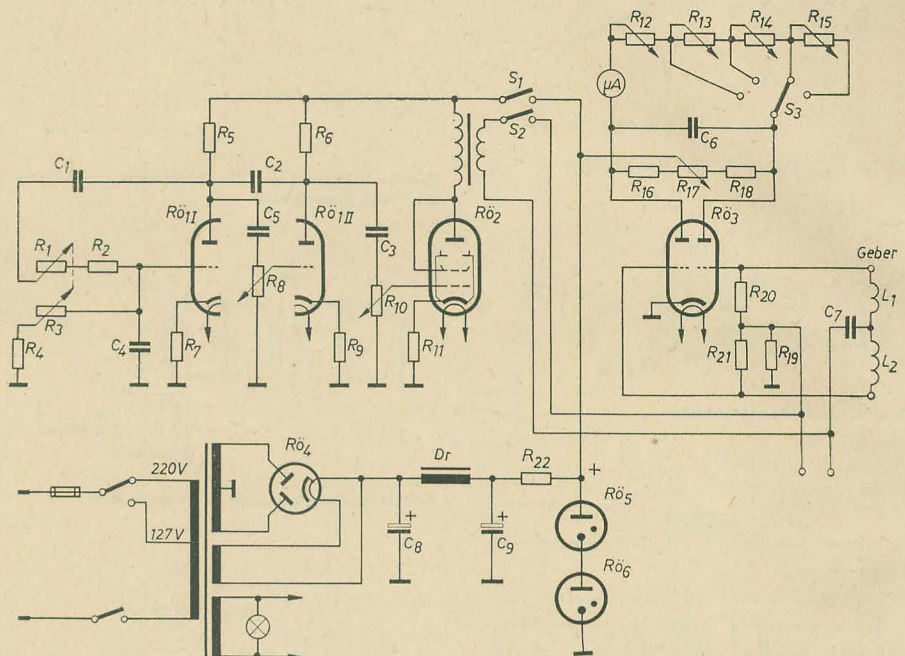 R12 R13 R14 R15
µA
S1
S2
S3
R5 R6
C6
C1 C2
R16 R17 R18
Rö1I C5 Rö1II Rö2 Rö3
C3
Geber
R1 R2
R8
R10
R20 L1
R3
C7
R4 C4 R7 R9 R11
R21 R19 L2
220V Rö4 Dr R22 +
127V
Rö5
+ +
C8 C9
Rö6